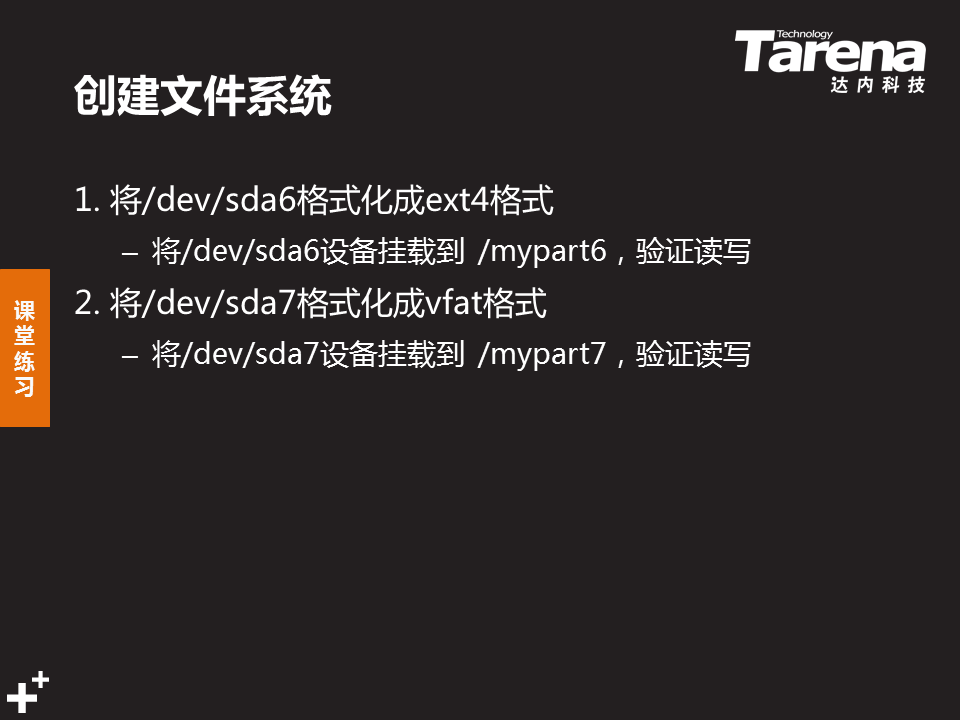 Technology
Tarena
达内科技
创建文件系统
1. 将/dev/sda6格式化成ext4格式
– 将/dev/sda6设备挂载到 /mypart6，验证读写
2. 将/dev/sda7格式化成vfat格式
– 将/dev/sda7设备挂载到 /mypart7，验证读写
课堂练习